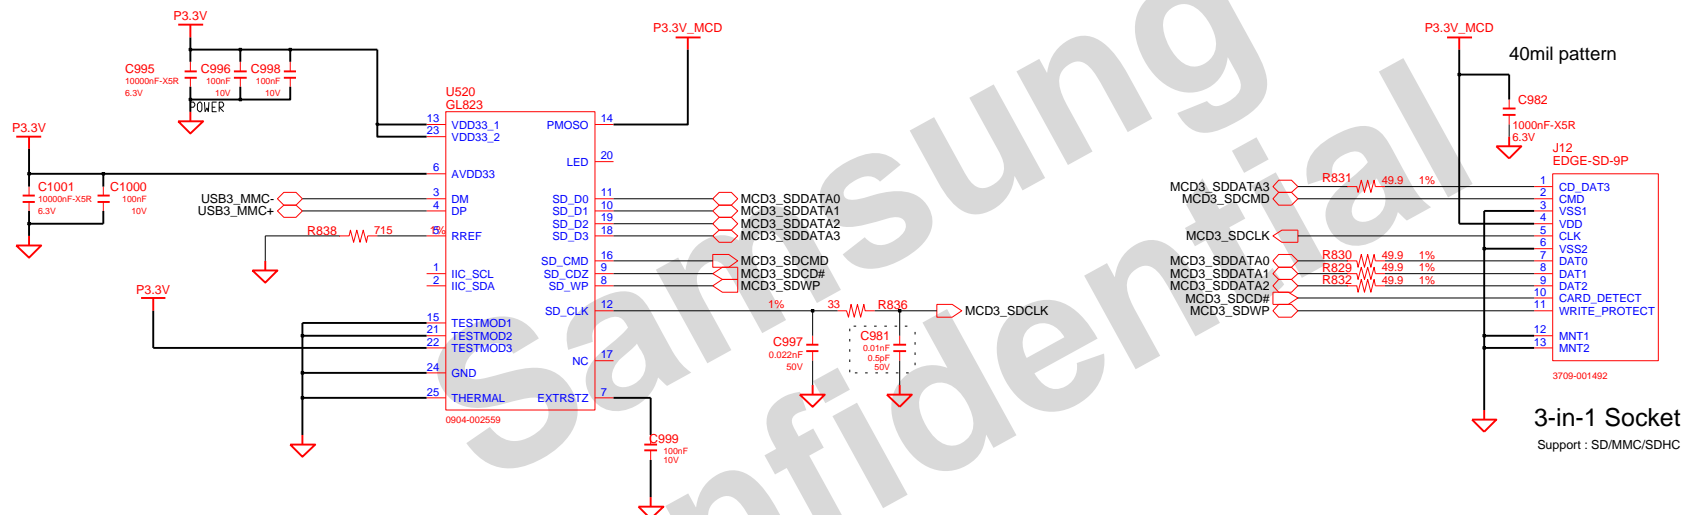 P3.3V
C995
10000nF-X5R
6.3V
C996
100nF
10V
C998
100nF
10V
POWER
P3.3V
C1001
10000nF-X5R
6.3V
C1000
100nF
10V
USB3_MMC-
USB3_MMC+
R838 715 1%
P3.3V
U520
GL823
13 VDD33_1
23 VDD33_2
6 AVDD33
3 DM
4 DP
5 RREF
1 IIC_SCL
2 IIC_SDA
15 TESTMOD1
21 TESTMOD2
22 TESTMOD3
24 GND
25 THERMAL
PMOSO 14
LED 20
SD_D0 11
SD_D1 10
SD_D2 19
SD_D3 18
SD_CMD 16
SD_CDZ 9
SD_WP 8
SD_CLK 12
NC 17
EXTRSTZ 7
0904-002559
P3.3V_MCD
MCD3_SDDATA0
MCD3_SDDATA1
MCD3_SDDATA2
MCD3_SDDATA3
MCD3_SDCMD
MCD3_SDCD#
MCD3_SDWP
1% 33 R836
MCD3_SDCLK
C997
0.022nF
50V
C981
0.01nF
0.5pF
50V
C999
100nF
10V
P3.3V_MCD
40mil pattern
C982
1000nF-X5R
6.3V
J12
EDGE-SD-9P
MCD3_SDDATA3 R831 49.9 1% 1 CD_DAT3
MCD3_SDCMD 2 CMD
3 VSS1
4 VDD
MCD3_SDCLK 5 CLK
6 VSS2
MCD3_SDDATA0 R830 49.9 1% 7 DAT0
MCD3_SDDATA1 R829 49.9 1% 8 DAT1
MCD3_SDDATA2 R832 49.9 1% 9 DAT2
MCD3_SDCD# 10 CARD_DETECT
MCD3_SDWP 11 WRITE_PROTECT
12 MNT1
13 MNT2
3709-001492
3-in-1 Socket
Support : SD/MMC/SDHC
Samsung
nfidential